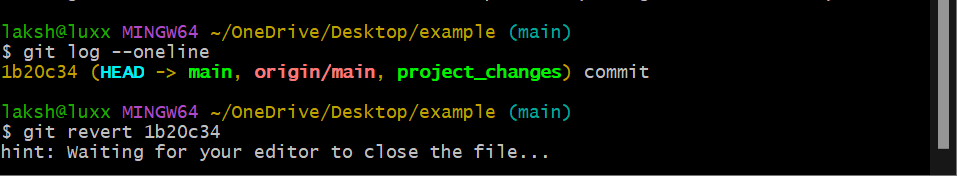 laksh@luxx MINGW64 ~/OneDrive/Desktop/example (main)
$ git log --oneline
1b20c34 (HEAD -> main, origin/main, project_changes) commit
laksh@luxx MINGW64 ~/OneDrive/Desktop/example (main)
$ git revert 1b20c34
hint: Waiting for your editor to close the file...